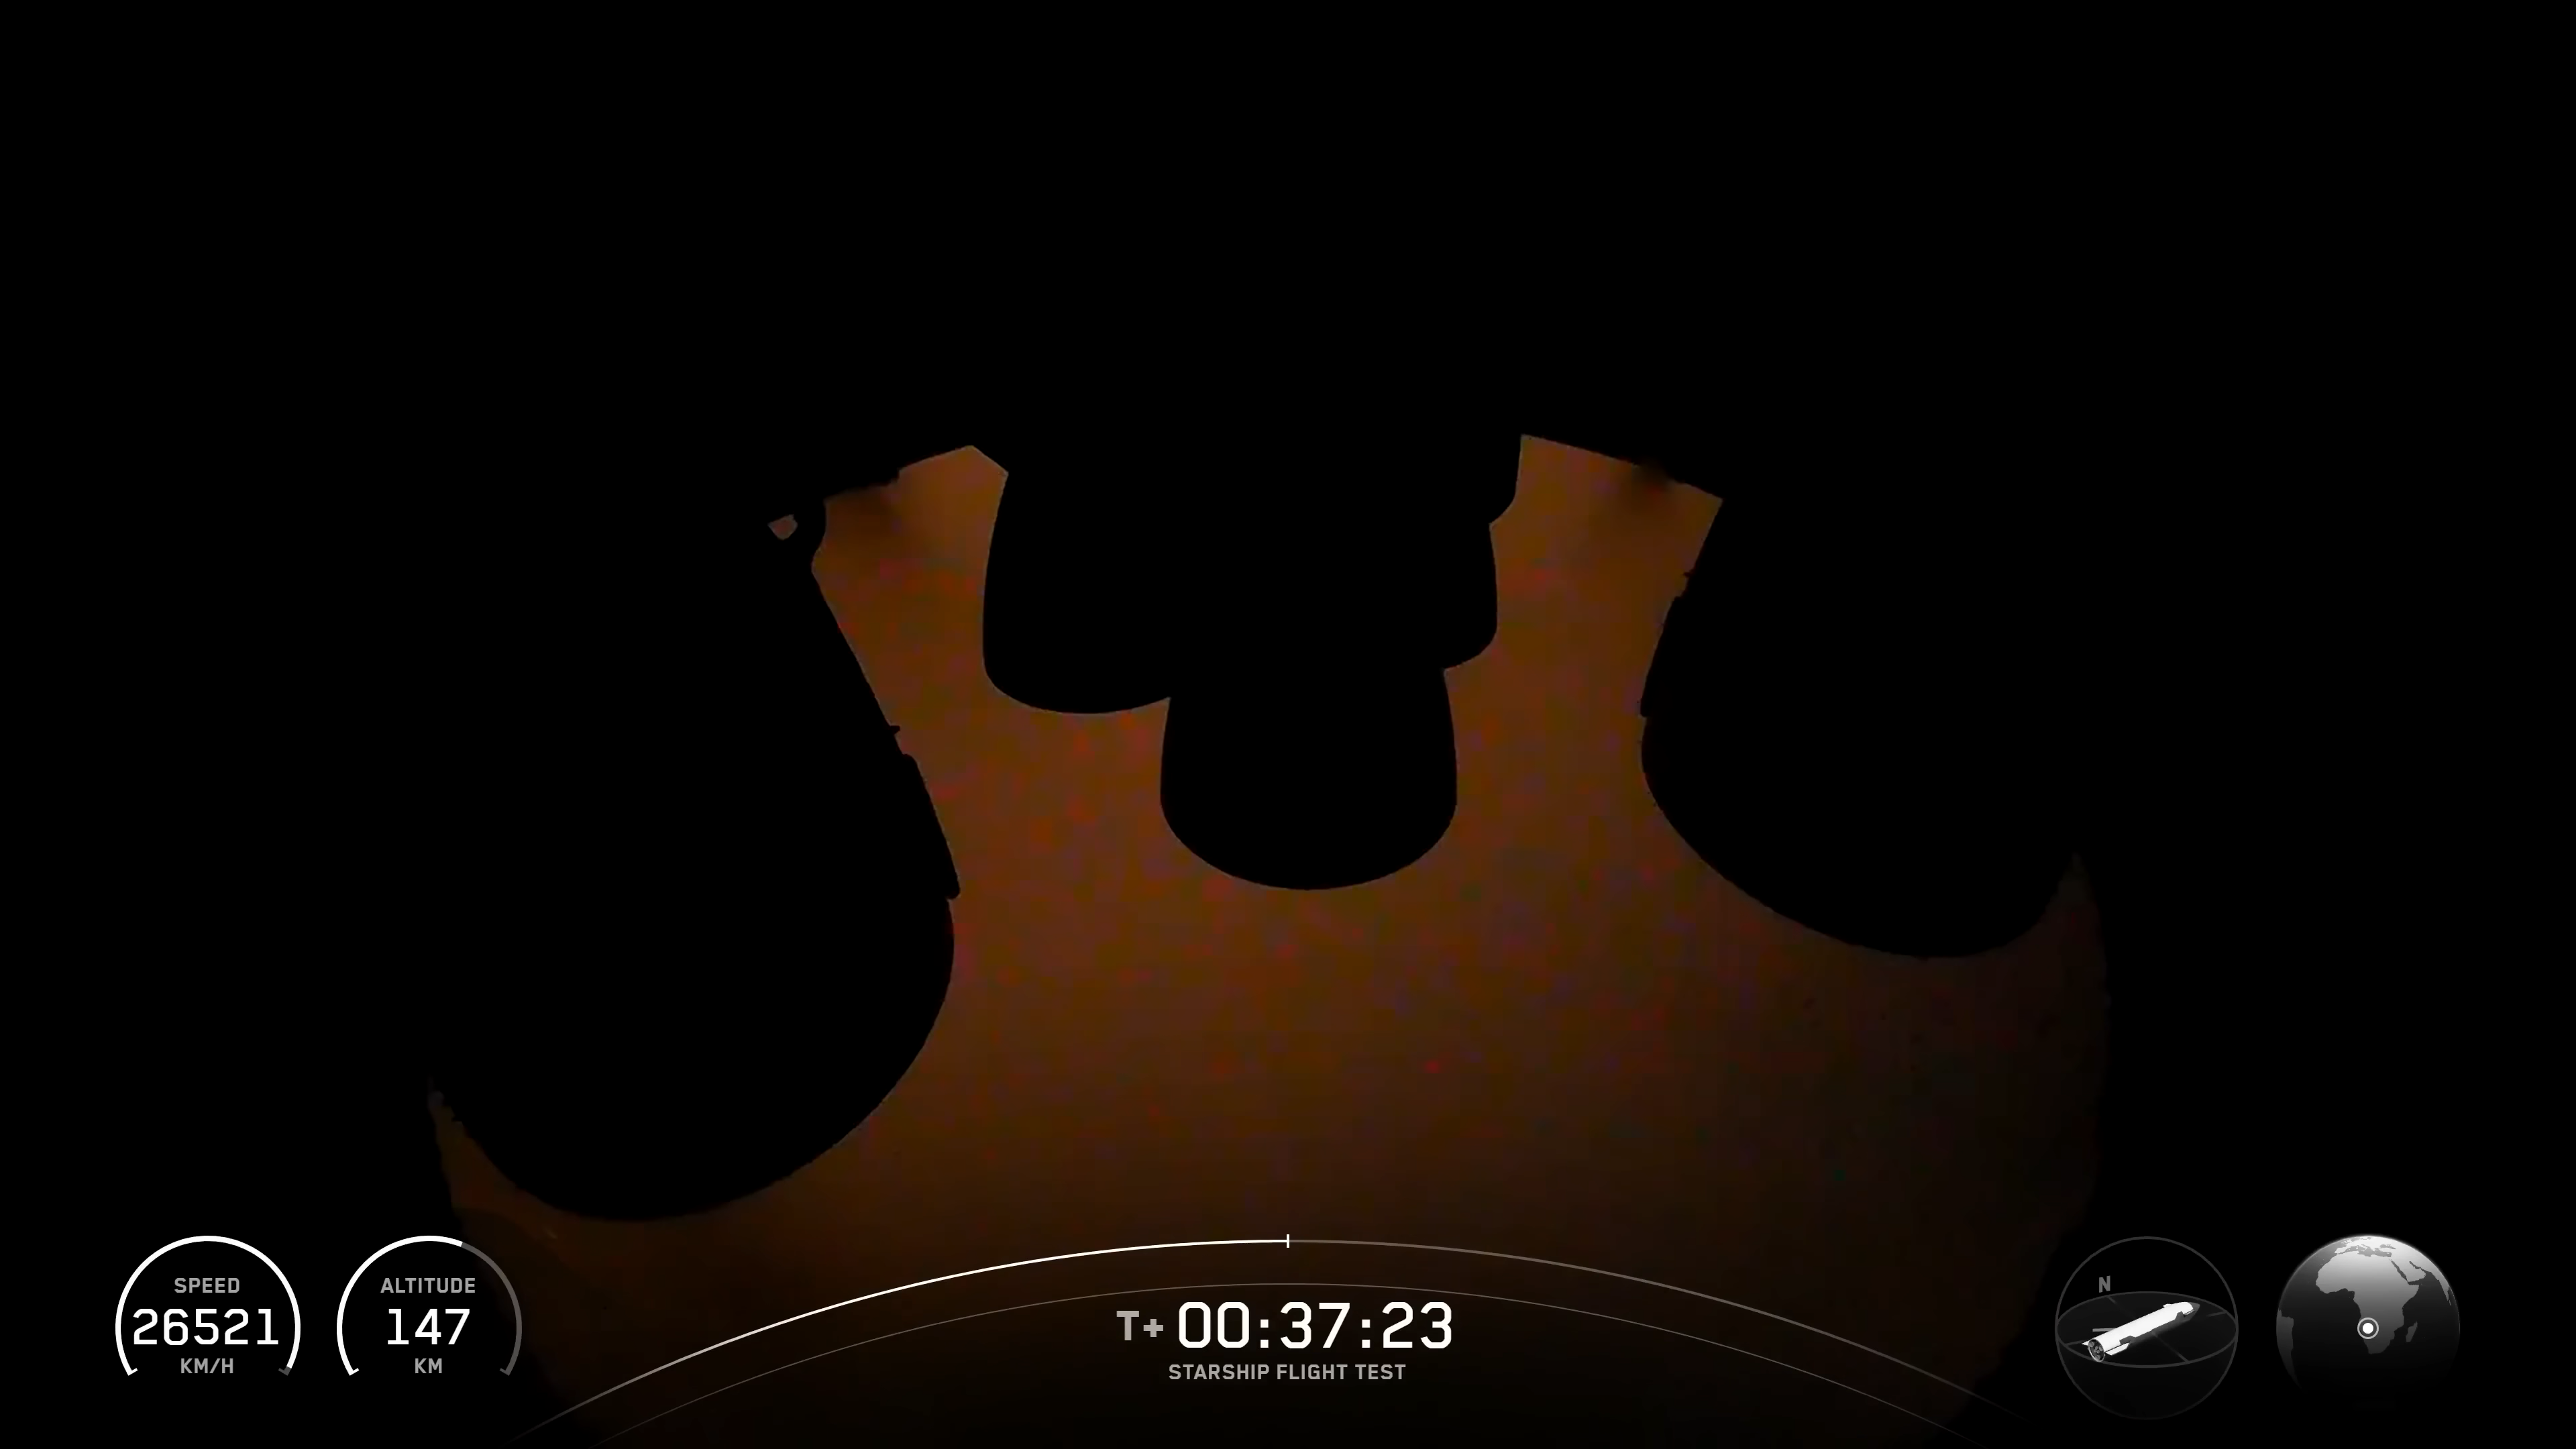 SPEED
26521
KM/H
ALTITUDE
147
KM
T+ 00:37:23
STARSHIP FLIGHT TEST
N